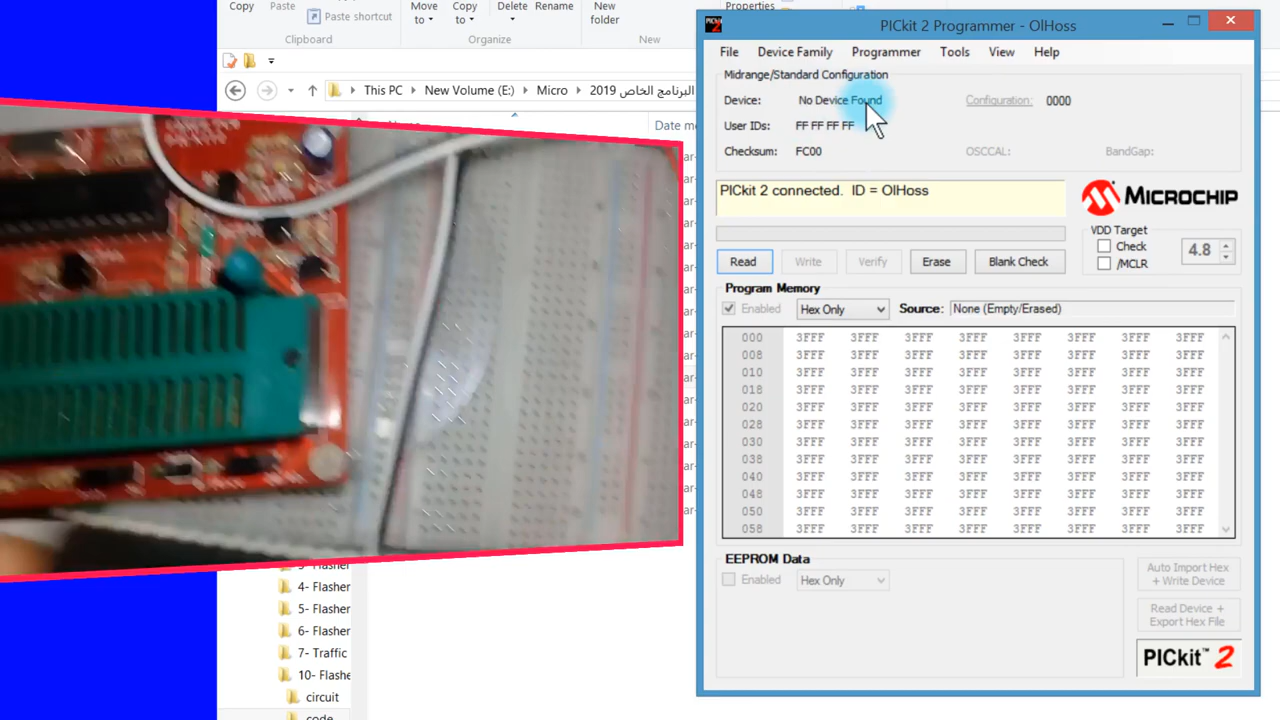 Copy
Paste
Paste shortcut
Clipboard
Move to
Copy to
Delete
Rename
Organize
New folder
New
Properties
This PC
New Volume (E:)
Micro
البرنامج الخاص 2019
Date mo
4- Flasher
5- Flasher
6- Flasher
7- Traffic
10- Flashe
circuit
code
PICkit 2 Programmer - OlHoss
File Device Family Programmer Tools View Help
Midrange/Standard Configuration
Device: No Device Found Configuration: 0000
User IDs: FF FF FF FF
Checksum: FC00 OSCCAL: BandGap:
PICkit 2 connected. ID = OlHoss
MICROCHIP
VDD Target
Check
/MCLR
4.8
Read Write Verify Erase Blank Check
Program Memory
Enabled Hex Only Source: None (Empty/Erased)
000 3FFF 3FFF 3FFF 3FFF 3FFF 3FFF 3FFF 3FFF
008 3FFF 3FFF 3FFF 3FFF 3FFF 3FFF 3FFF 3FFF
010 3FFF 3FFF 3FFF 3FFF 3FFF 3FFF 3FFF 3FFF
018 3FFF 3FFF 3FFF 3FFF 3FFF 3FFF 3FFF 3FFF
020 3FFF 3FFF 3FFF 3FFF 3FFF 3FFF 3FFF 3FFF
028 3FFF 3FFF 3FFF 3FFF 3FFF 3FFF 3FFF 3FFF
030 3FFF 3FFF 3FFF 3FFF 3FFF 3FFF 3FFF 3FFF
038 3FFF 3FFF 3FFF 3FFF 3FFF 3FFF 3FFF 3FFF
040 3FFF 3FFF 3FFF 3FFF 3FFF 3FFF 3FFF 3FFF
048 3FFF 3FFF 3FFF 3FFF 3FFF 3FFF 3FFF 3FFF
050 3FFF 3FFF 3FFF 3FFF 3FFF 3FFF 3FFF 3FFF
058 3FFF 3FFF 3FFF 3FFF 3FFF 3FFF 3FFF 3FFF
EEPROM Data
Enabled Hex Only
Auto Import Hex
+ Write Device
Read Device +
Export Hex File
PICkit™ 2